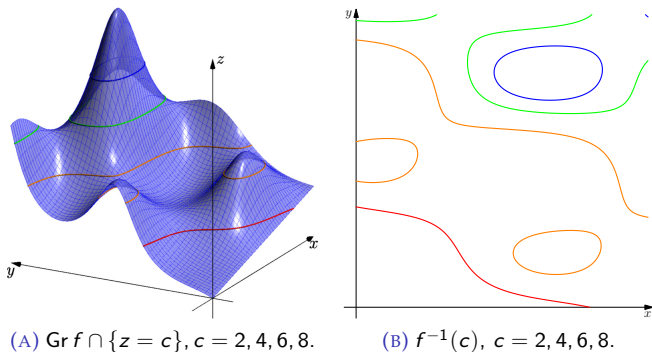 z
x
y
y
x
(A) Gr f ∩ {z = c}, c = 2, 4, 6, 8.
(B) f⁻¹(c), c = 2, 4, 6, 8.